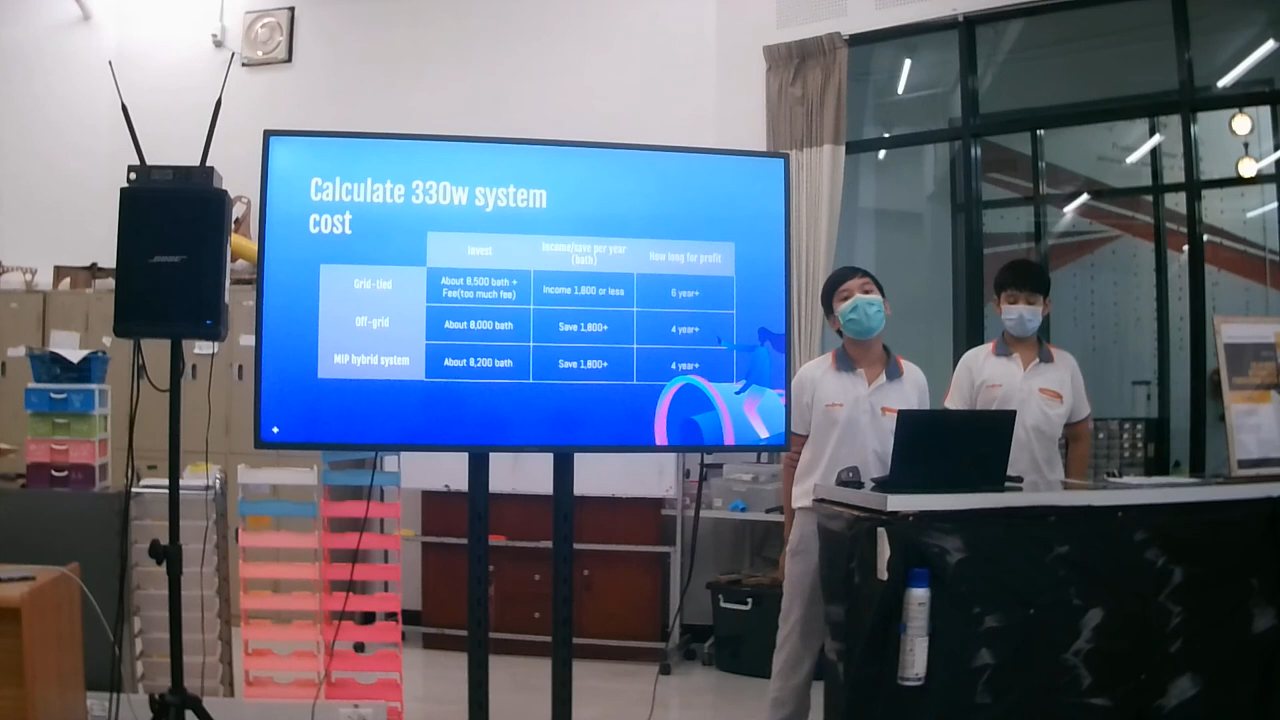 Calculate 330w system
cost
Invest
Income/save per year
(bath)
How long for profit
Grid-tied
About 8,500 bath +
Fee(too much fee)
Income 1,800 or less
6 year+
Off-grid
About 8,000 bath
Save 1,800+
4 year+
MIP hybrid system
About 8,200 bath
Save 1,800+
4 year+
BOSE